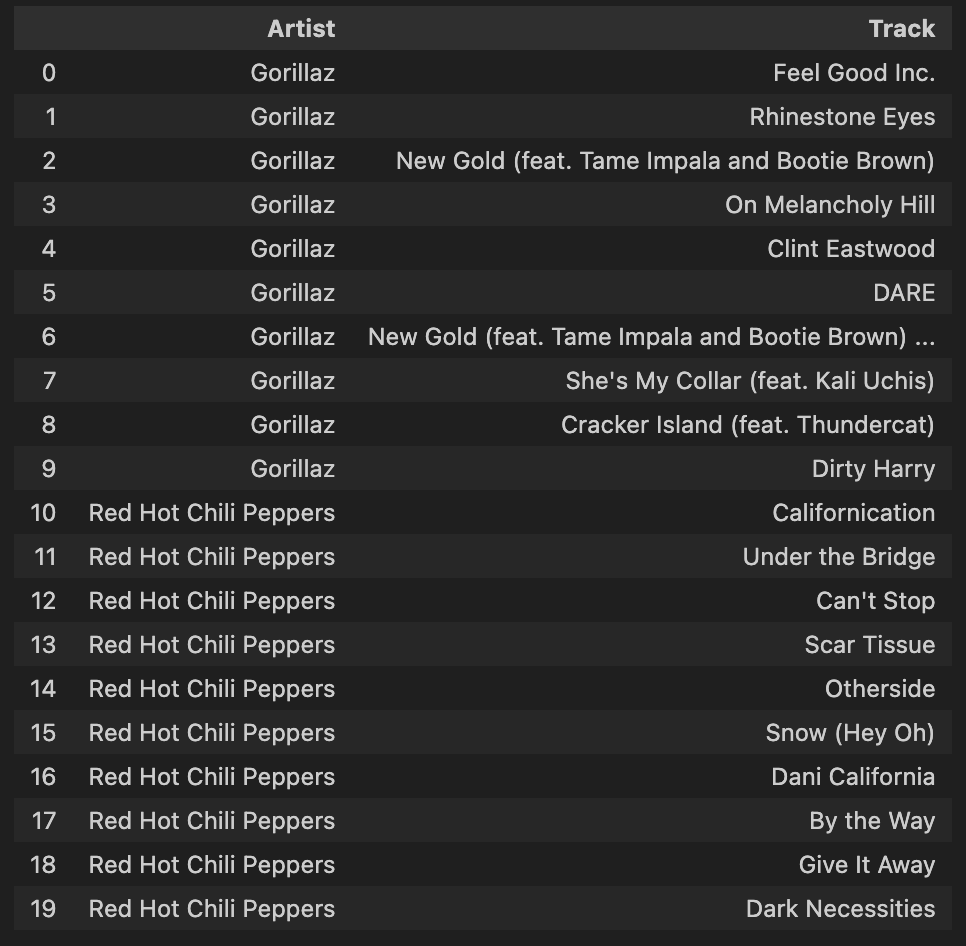 Artist Track
0 Gorillaz Feel Good Inc.
1 Gorillaz Rhinestone Eyes
2 Gorillaz New Gold (feat. Tame Impala and Bootie Brown)
3 Gorillaz On Melancholy Hill
4 Gorillaz Clint Eastwood
5 Gorillaz DARE
6 Gorillaz New Gold (feat. Tame Impala and Bootie Brown) ...
7 Gorillaz She's My Collar (feat. Kali Uchis)
8 Gorillaz Cracker Island (feat. Thundercat)
9 Gorillaz Dirty Harry
10 Red Hot Chili Peppers Californication
11 Red Hot Chili Peppers Under the Bridge
12 Red Hot Chili Peppers Can't Stop
13 Red Hot Chili Peppers Scar Tissue
14 Red Hot Chili Peppers Otherside
15 Red Hot Chili Peppers Snow (Hey Oh)
16 Red Hot Chili Peppers Dani California
17 Red Hot Chili Peppers By the Way
18 Red Hot Chili Peppers Give It Away
19 Red Hot Chili Peppers Dark Necessities